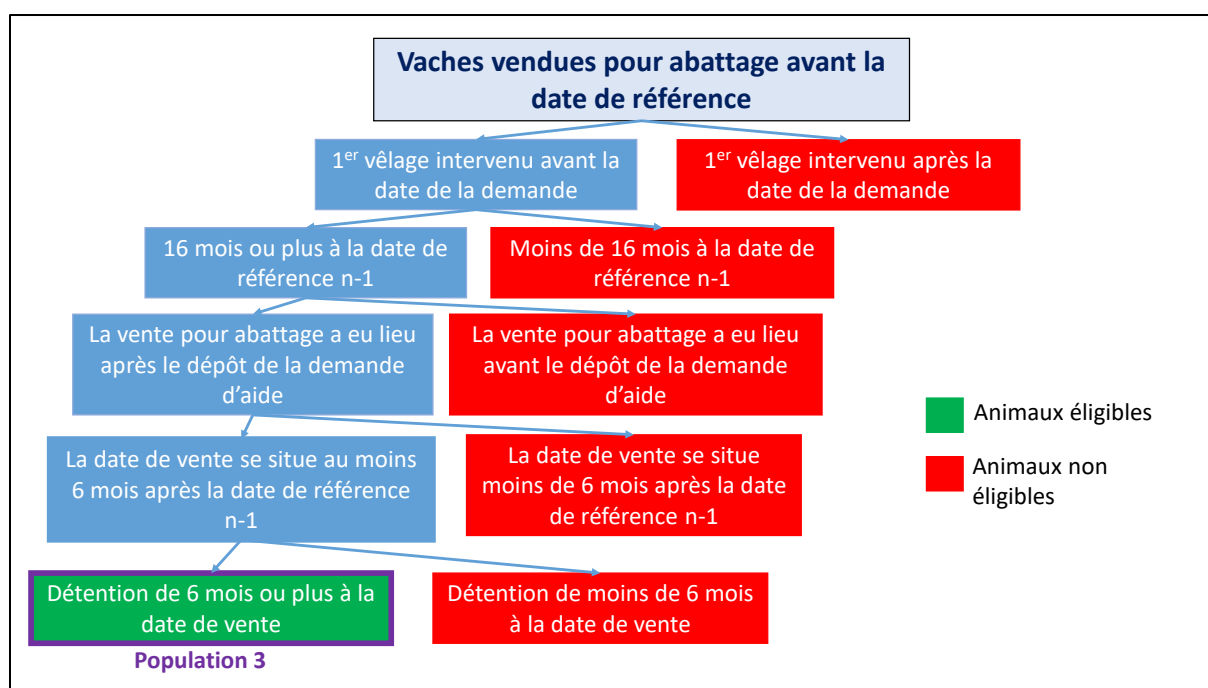 Vaches vendues pour abattage avant la
date de référence
1er vêlage intervenu avant la
date de la demande
1er vêlage intervenu après la
date de la demande
16 mois ou plus à la date de
référence n-1
Moins de 16 mois à la date de
référence n-1
La vente pour abattage a eu lieu
après le dépôt de la demande
d’aide
La vente pour abattage a eu lieu
avant le dépôt de la demande
d’aide
La date de vente se situe au moins
6 mois après la date de référence
n-1
La date de vente se situe
moins de 6 mois après la date
de référence n-1
Détention de 6 mois ou plus à la
date de vente
Détention de moins de 6 mois
à la date de vente
Population 3
Animaux éligibles
Animaux non
éligibles